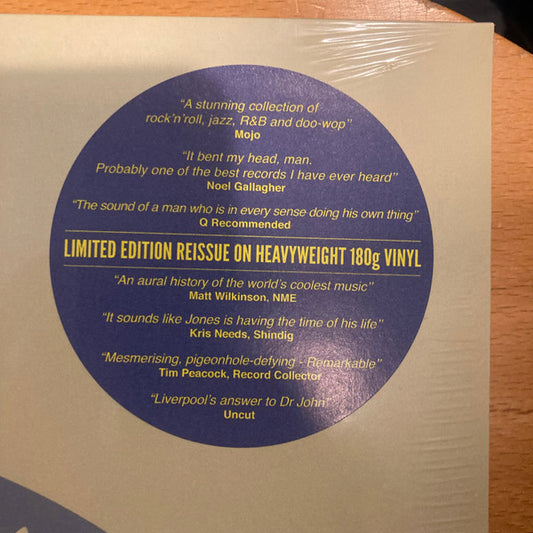 “A stunning collection of
rock’n’roll, jazz, R&B and doo-wop”
Mojo
“It bent my head, man.
Probably one of the best records I have ever heard”
Noel Gallagher
“The sound of a man who is in every sense doing his own thing”
Q Recommended
LIMITED EDITION REISSUE ON HEAVYWEIGHT 180g VINYL
“An aural history of the world’s coolest music”
Matt Wilkinson, NME
“It sounds like Jones is having the time of his life”
Kris Needs, Shindig
“Mesmerising, pigeonhole-defying - Remarkable”
Tim Peacock, Record Collector
“Liverpool’s answer to Dr John”
Uncut